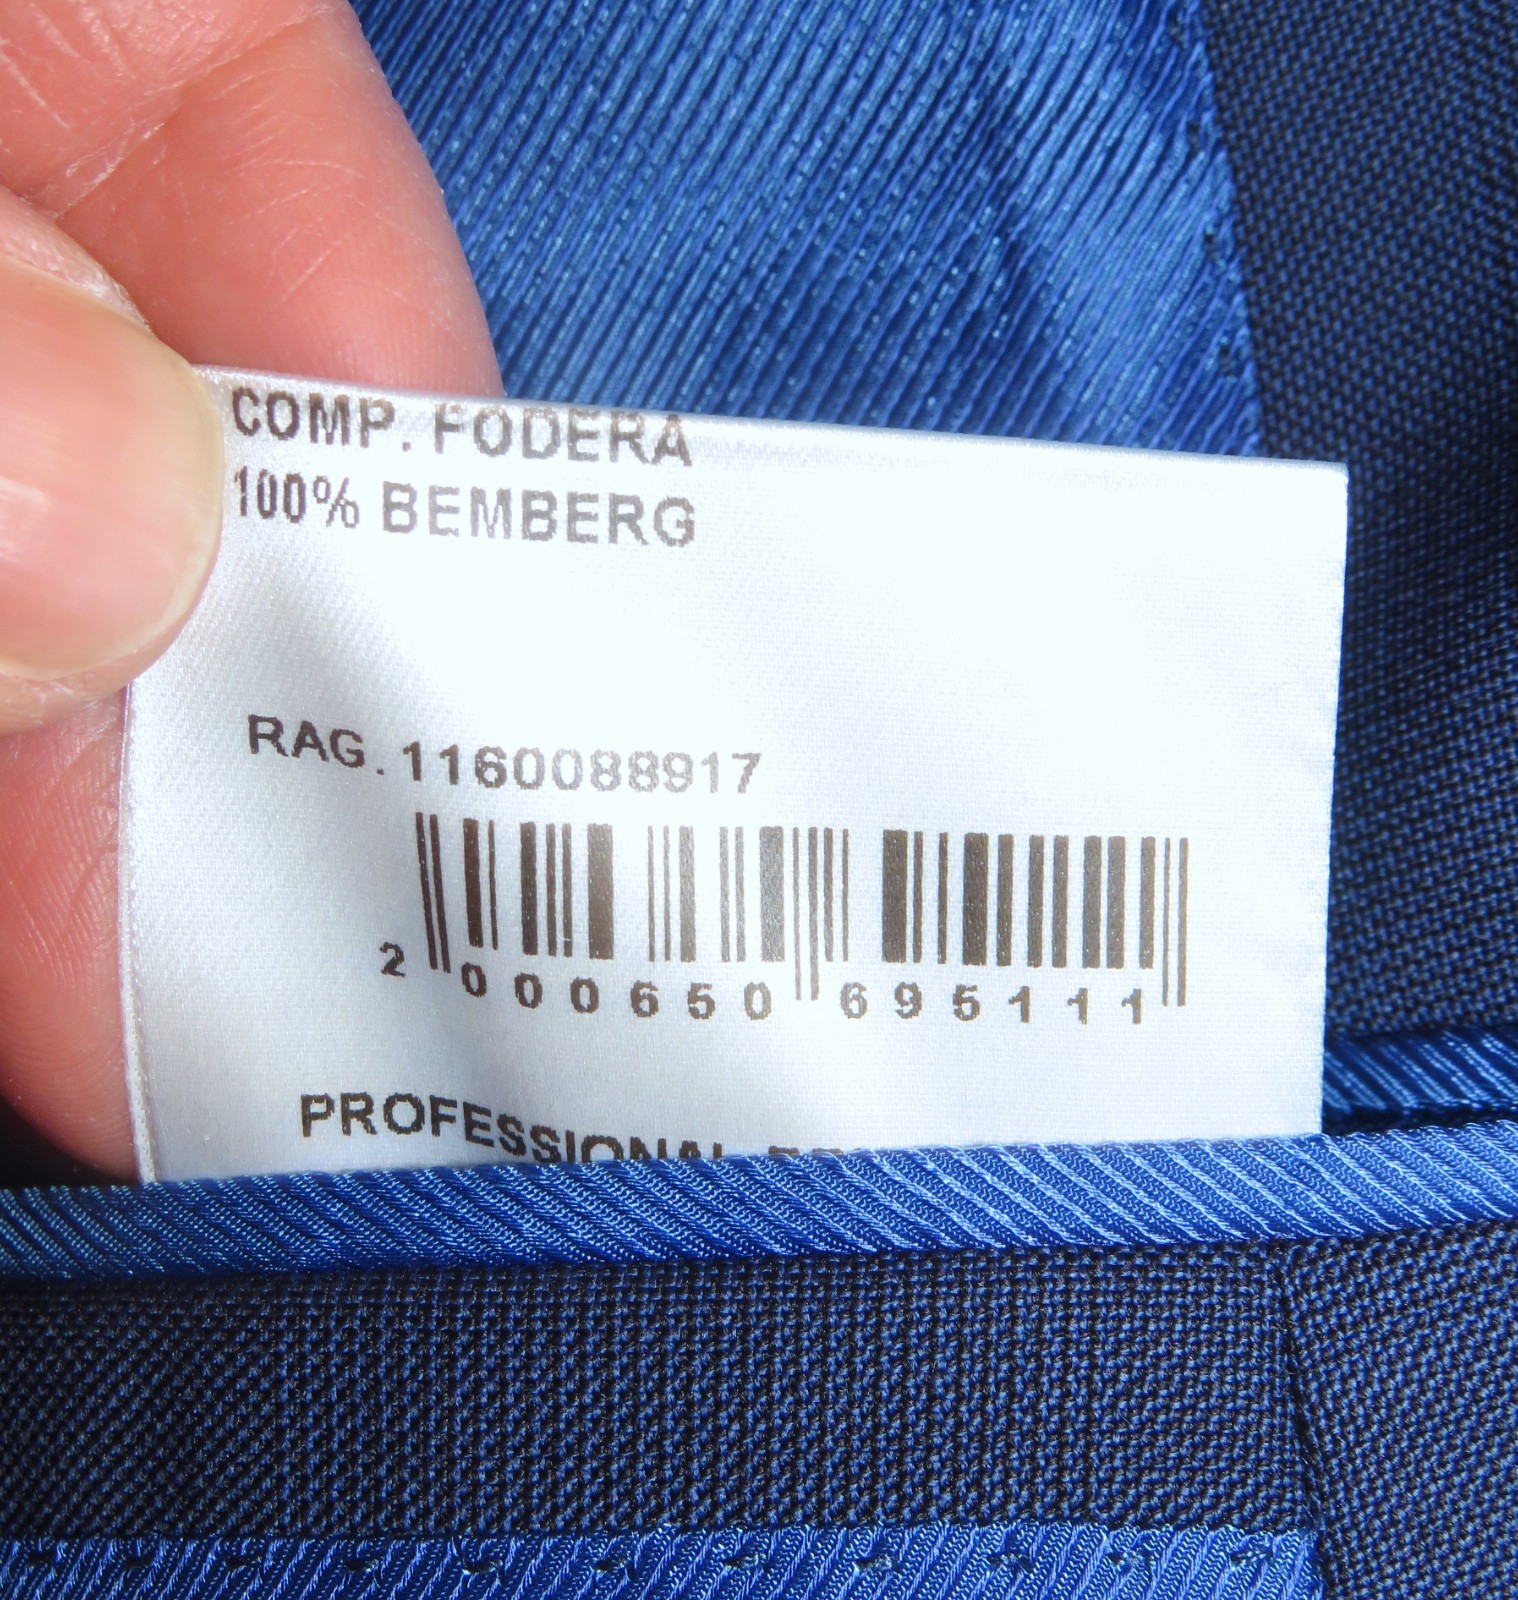 COMP. FODERA
100% BEMBERG
RAG. 1160088917
2 000650 695111
PROFESSIONAL